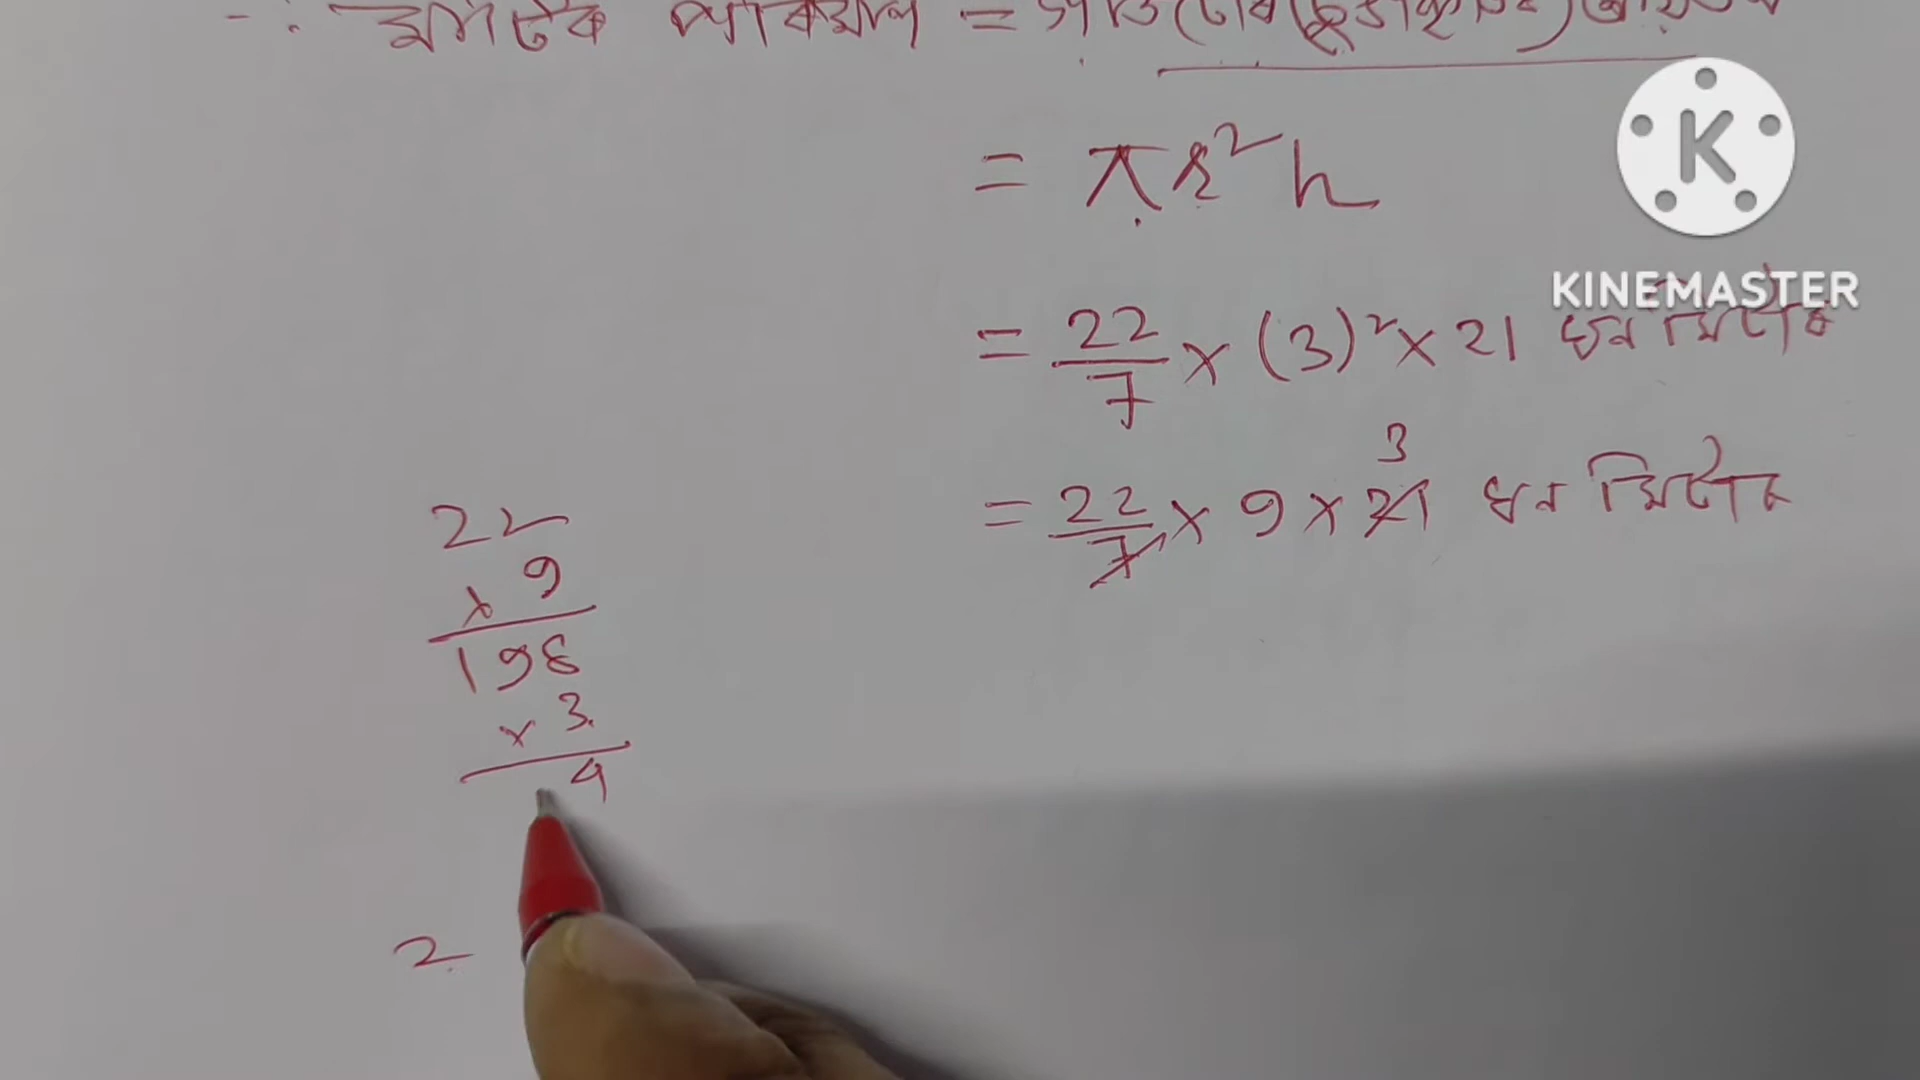 ∴ = 
= πr²h
K
KINEMASTER
= 22/7 × (3)² × 21 ঘন মিটাৰ
3
= 22/7 × 9 × 21 ঘন মিটাৰ
22
× 9
198
× 3
4
2